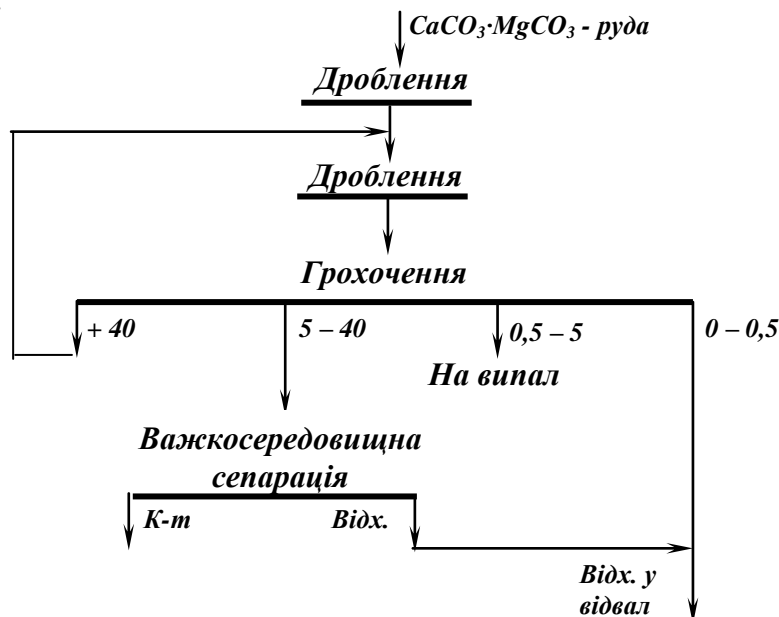 CaCO₃·MgCO₃ - руда
Дроблення
Дроблення
Грохочення
+ 40
5 – 40
0,5 – 5
0 – 0,5
На випал
Важкосередовищна
сепарація
К-т
Відх.
Відх. у
відвал